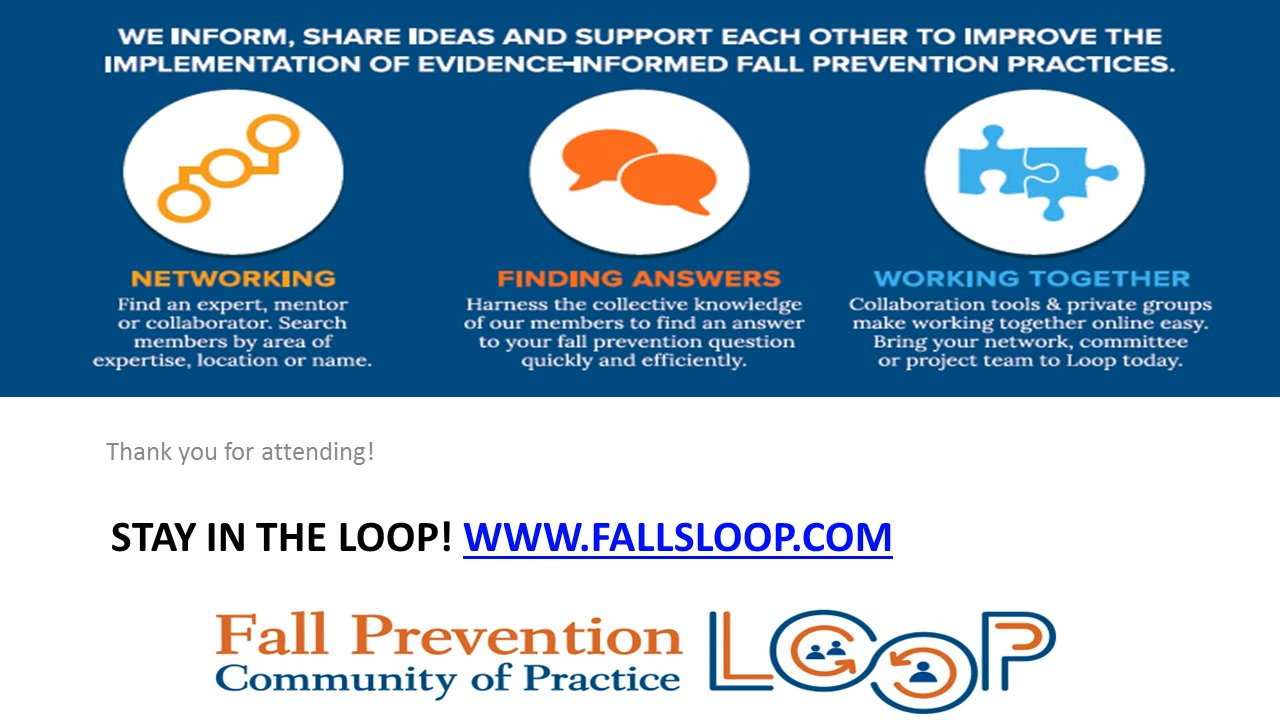 WE INFORM, SHARE IDEAS AND SUPPORT EACH OTHER TO IMPROVE THE
IMPLEMENTATION OF EVIDENCE-INFORMED FALL PREVENTION PRACTICES.
NETWORKING
Find an expert, mentor
or collaborator. Search
members by area of
expertise, location or name.
FINDING ANSWERS
Harness the collective knowledge
of our members to find an answer
to your fall prevention question
quickly and efficiently.
WORKING TOGETHER
Collaboration tools & private groups
make working together online easy.
Bring your network, committee
or project team to Loop today.
Thank you for attending!
STAY IN THE LOOP! WWW.FALLSLOOP.COM
Fall Prevention
Community of Practice
LOOP